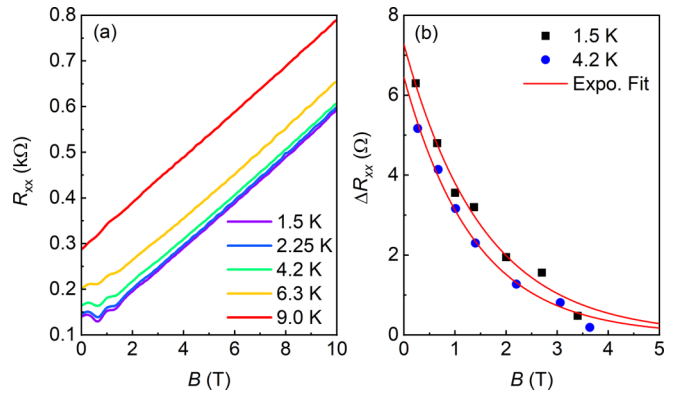 (a)
0.8
0.7
0.6
0.5
0.4
0.3
0.2
0.1
Rxx (kΩ)
1.5 K
2.25 K
4.2 K
6.3 K
9.0 K
0 2 4 6 8 10
B (T)
(b)
8
6
4
2
0
ΔRxx (Ω)
1.5 K
4.2 K
Expo. Fit
0 1 2 3 4 5
B (T)